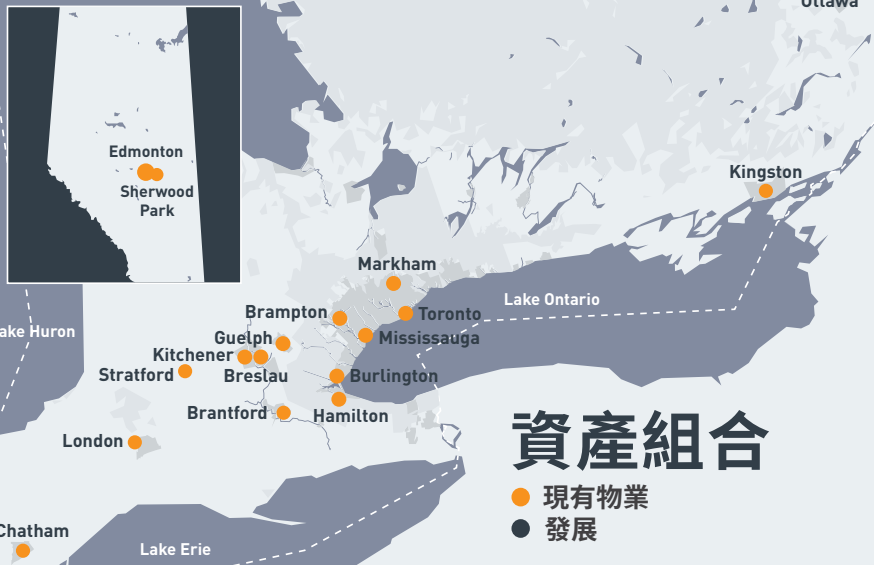 Ottawa
Edmonton
Sherwood
Park
Kingston
Markham
Lake Ontario
Brampton
Toronto
ake Huron
Guelph
Mississauga
Kitchener
Stratford
Breslau
Burlington
Brantford
Hamilton
London
資產組合
現有物業
發展
Chatham
Lake Erie